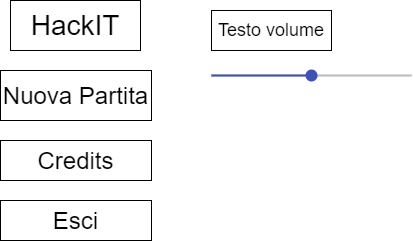 HackIT
Testo volume
Nuova Partita
Credits
Esci